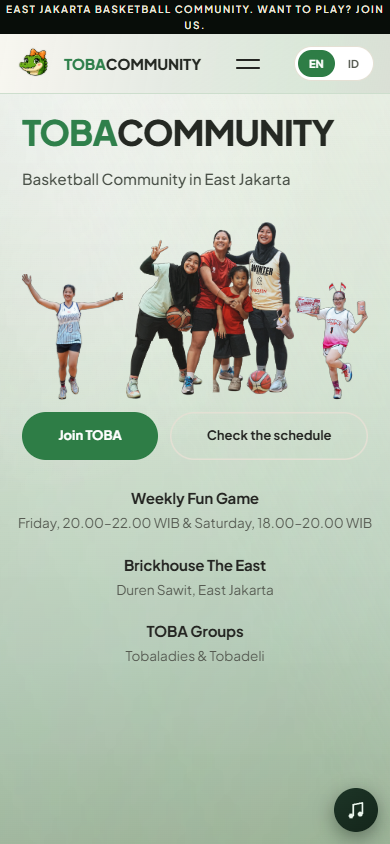 EAST JAKARTA BASKETBALL COMMUNITY. WANT TO PLAY? JOIN
US.
TOBACOMMUNITY
EN
ID
TOBACOMMUNITY
Basketball Community in East Jakarta
WINTER
1
Join TOBA
Check the schedule
Weekly Fun Game
Friday, 20.00–22.00 WIB & Saturday, 18.00–20.00 WIB
Brickhouse The East
Duren Sawit, East Jakarta
TOBA Groups
Tobaladies & Tobadeli